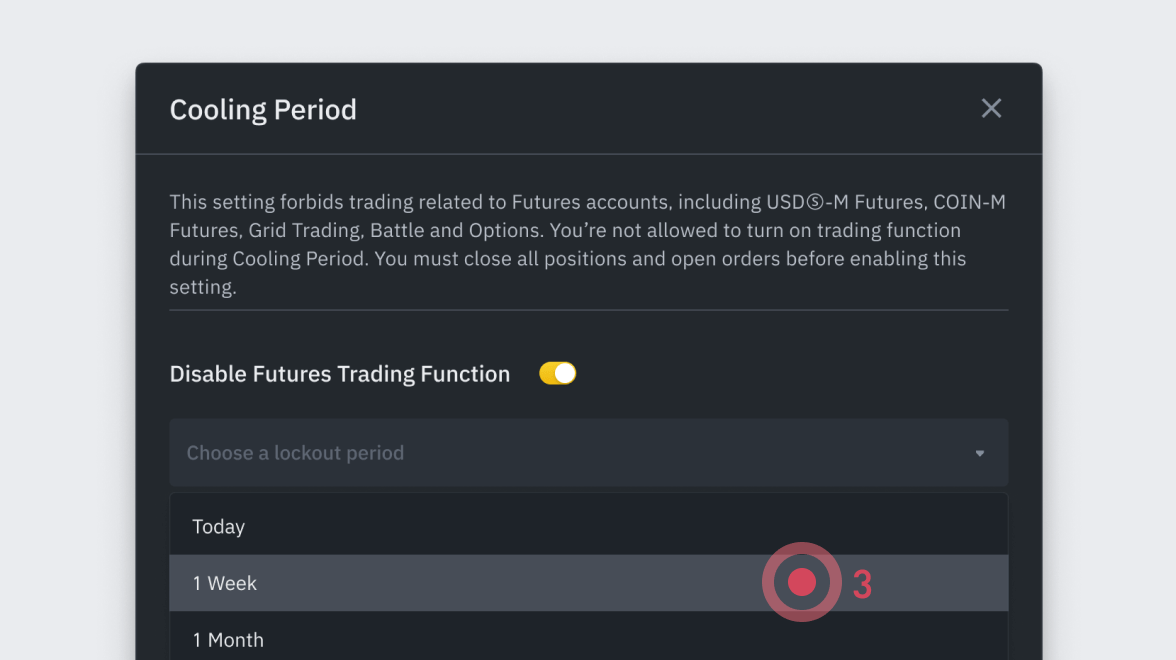 Cooling Period
This setting forbids trading related to Futures accounts, including USDⓈ-M Futures, COIN-M
Futures, Grid Trading, Battle and Options. You’re not allowed to turn on trading function
during Cooling Period. You must close all positions and open orders before enabling this
setting.
Disable Futures Trading Function
Choose a lockout period
Today
1 Week
3
1 Month